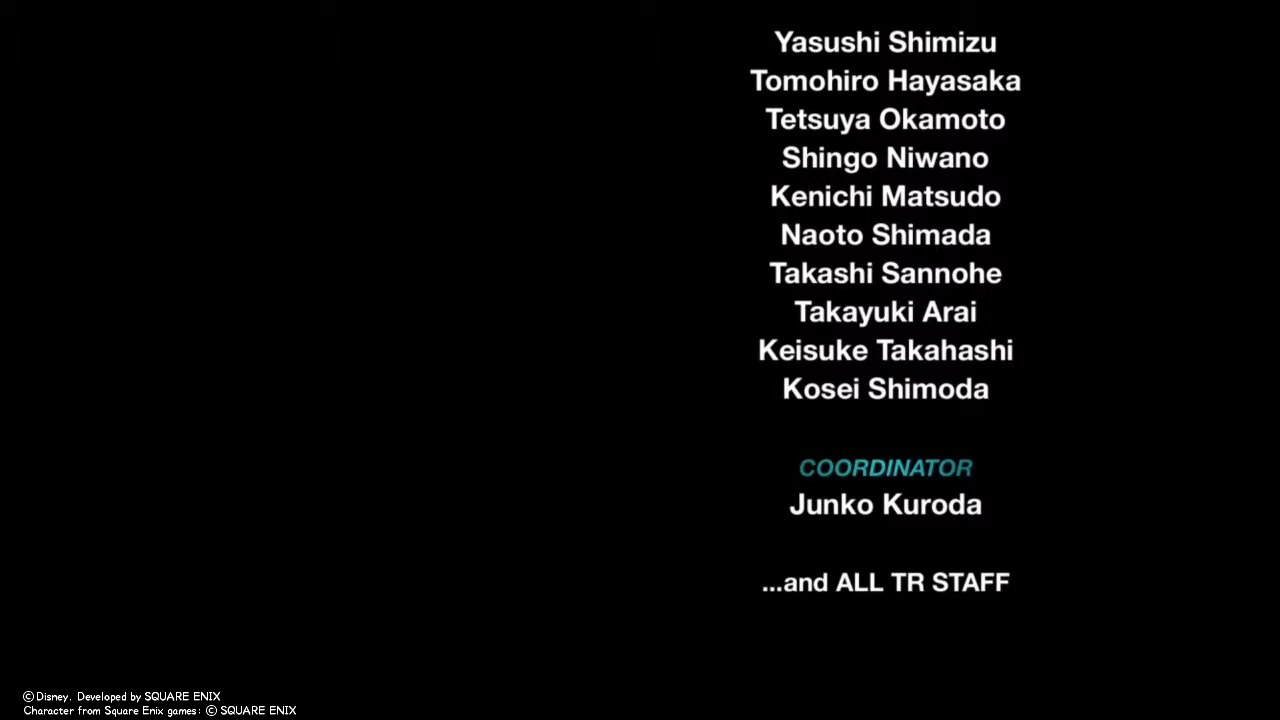 Yasushi Shimizu
Tomohiro Hayasaka
Tetsuya Okamoto
Shingo Niwano
Kenichi Matsudo
Naoto Shimada
Takashi Sannohe
Takayuki Arai
Keisuke Takahashi
Kosei Shimoda
COORDINATOR
Junko Kuroda
...and ALL TR STAFF
©Disney. Developed by SQUARE ENIX
Character from Square Enix games: © SQUARE ENIX